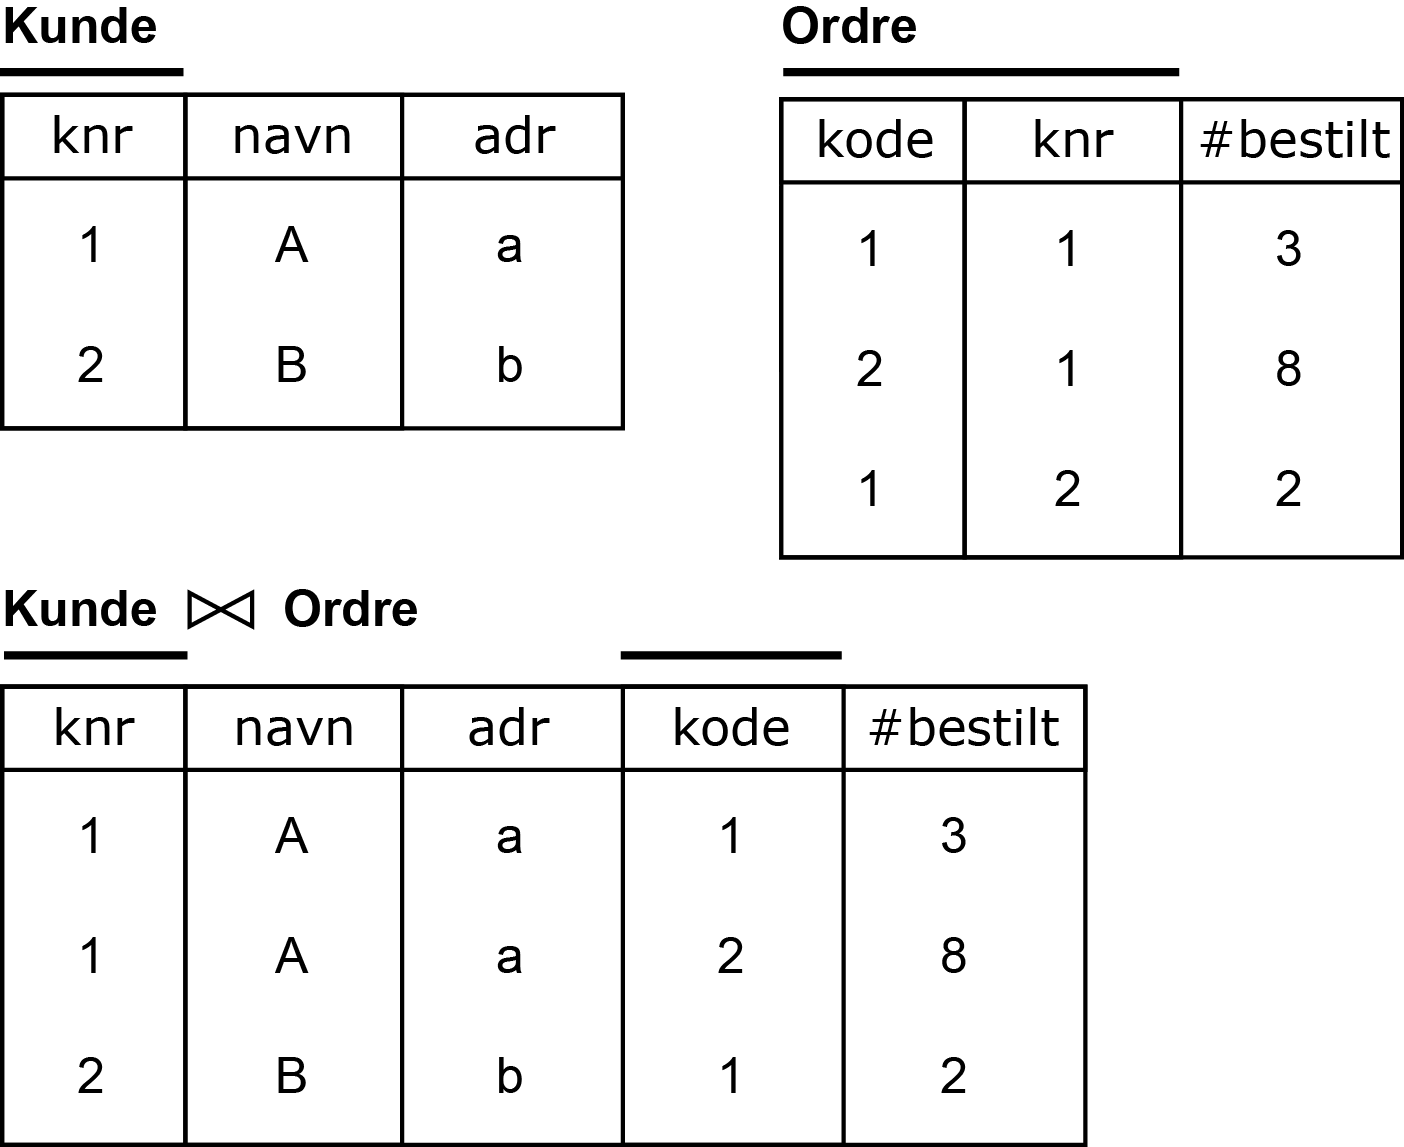 Kunde
knr navn adr
1 A a
2 B b
Ordre
kode knr #bestilt
1 1 3
2 1 8
1 2 2
Kunde ⋈ Ordre
knr navn adr kode #bestilt
1 A a 1 3
1 A a 2 8
2 B b 1 2